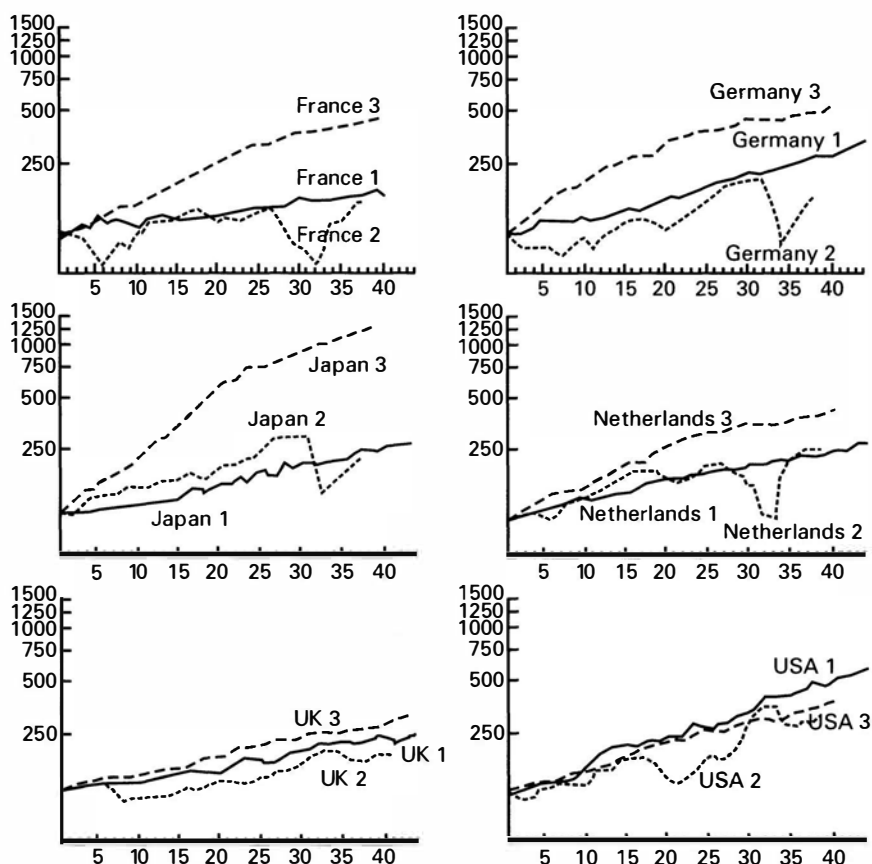 1500
1250
1000
750
500
250
France 3
France 1
France 2
5 10 15 20 25 30 35 40
1500
1250
1000
750
500
250
Germany 3
Germany 1
Germany 2
5 10 15 20 25 30 35 40
1500
1250
1000
750
500
250
Japan 3
Japan 2
Japan 1
5 10 15 20 25 30 35 40
1500
1250
1000
750
500
250
Netherlands 3
Netherlands 1
Netherlands 2
5 10 15 20 25 30 35 40
1500
1250
1000
750
500
250
UK 3
UK 1
UK 2
5 10 15 20 25 30 35 40
1500
1250
1000
750
500
250
USA 1
USA 3
USA 2
5 10 15 20 25 30 35 40